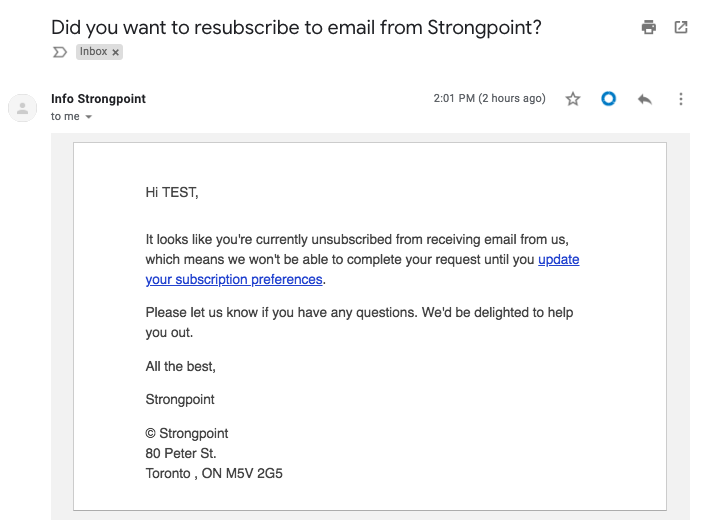 Did you want to resubscribe to email from Strongpoint?
Inbox x
Info Strongpoint
2:01 PM (2 hours ago)
to me
Hi TEST,
It looks like you're currently unsubscribed from receiving email from us,
which means we won't be able to complete your request until you update
your subscription preferences.
Please let us know if you have any questions. We'd be delighted to help
you out.
All the best,
Strongpoint
© Strongpoint
80 Peter St.
Toronto , ON M5V 2G5